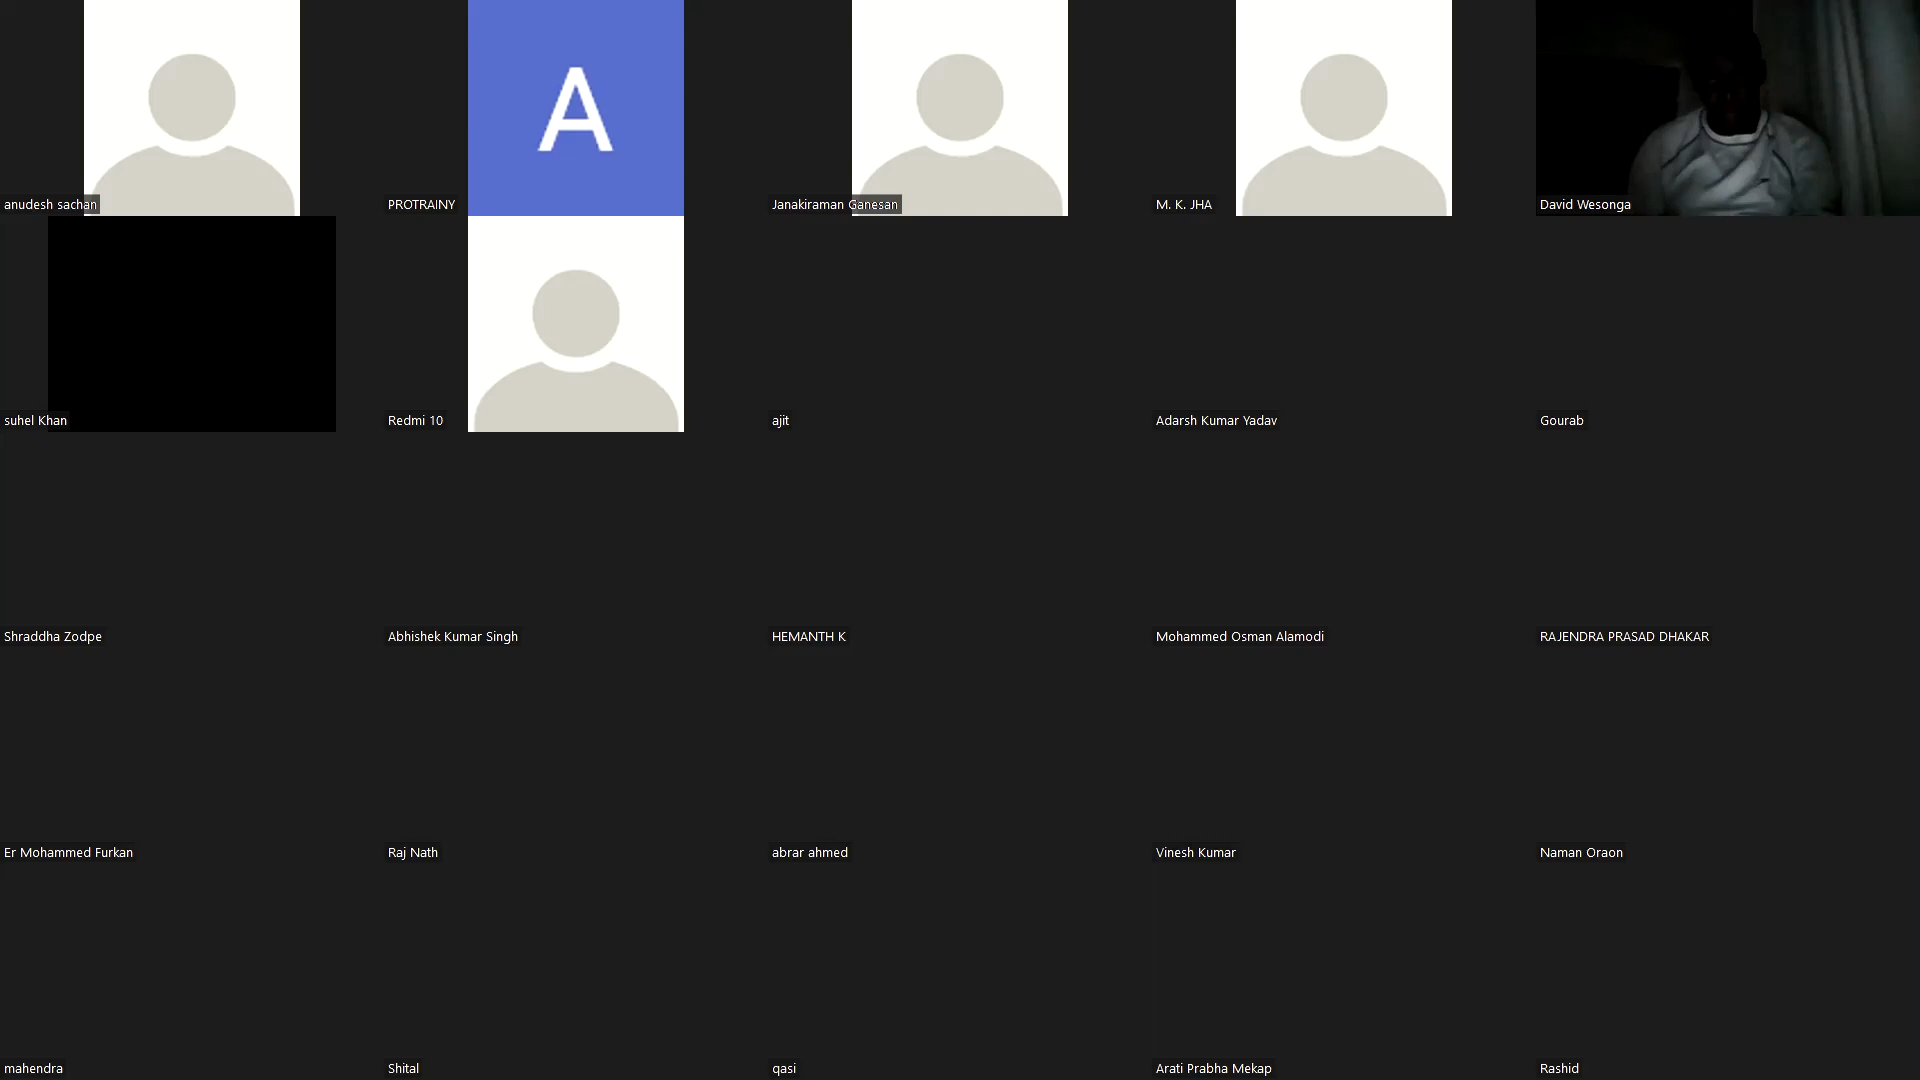 anudesh sachan
A
PROTRAINY
Janakiraman Ganesan
M. K. JHA
David Wesonga
suhel Khan
Redmi 10
ajit
Adarsh Kumar Yadav
Gourab
Shraddha Zodpe
Abhishek Kumar Singh
HEMANTH K
Mohammed Osman Alamodi
RAJENDRA PRASAD DHAKAR
Er Mohammed Furkan
Raj Nath
abrar ahmed
Vinesh Kumar
Naman Oraon
mahendra
Shital
qasi
Arati Prabha Mekap
Rashid